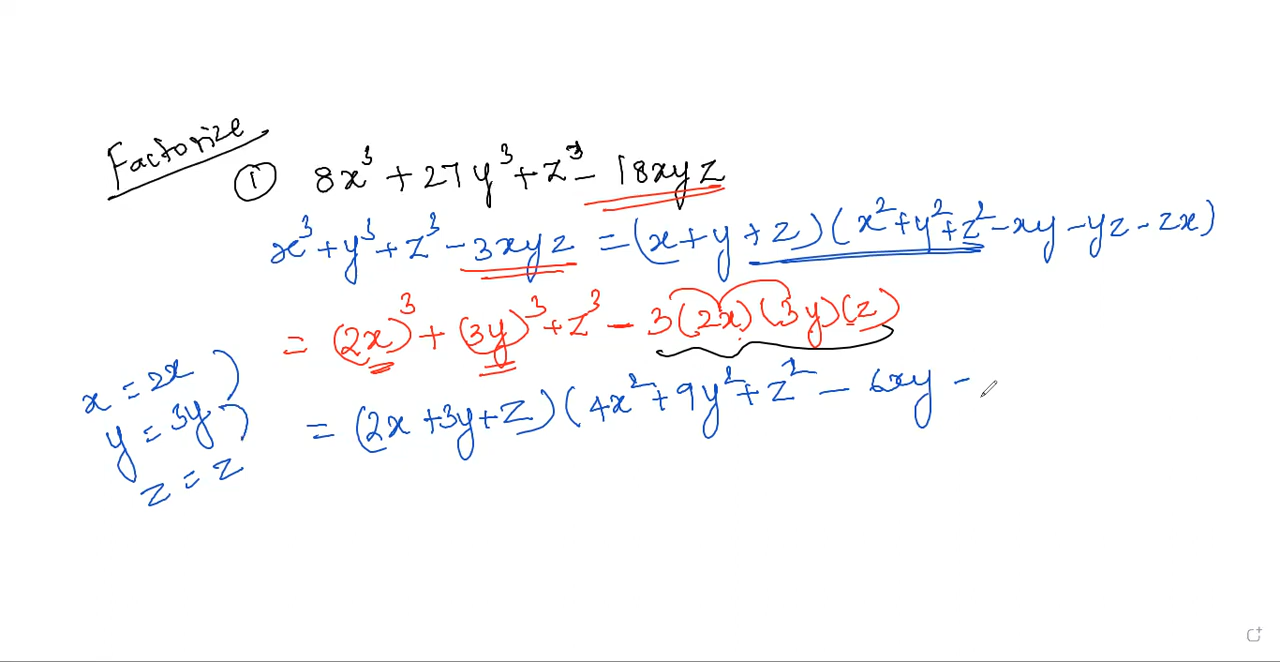 Factorize
① 8x³ + 27y³ + z³ - 18xyz
x³ + y³ + z³ - 3xyz = (x + y + z) (x² + y² + z² - xy - yz - zx)
= (2x)³ + (3y)³ + z³ - 3(2x)(3y)(z)
x = 2x
y = 3y
z = z
= (2x + 3y + z) (4x² + 9y² + z² - 6xy -